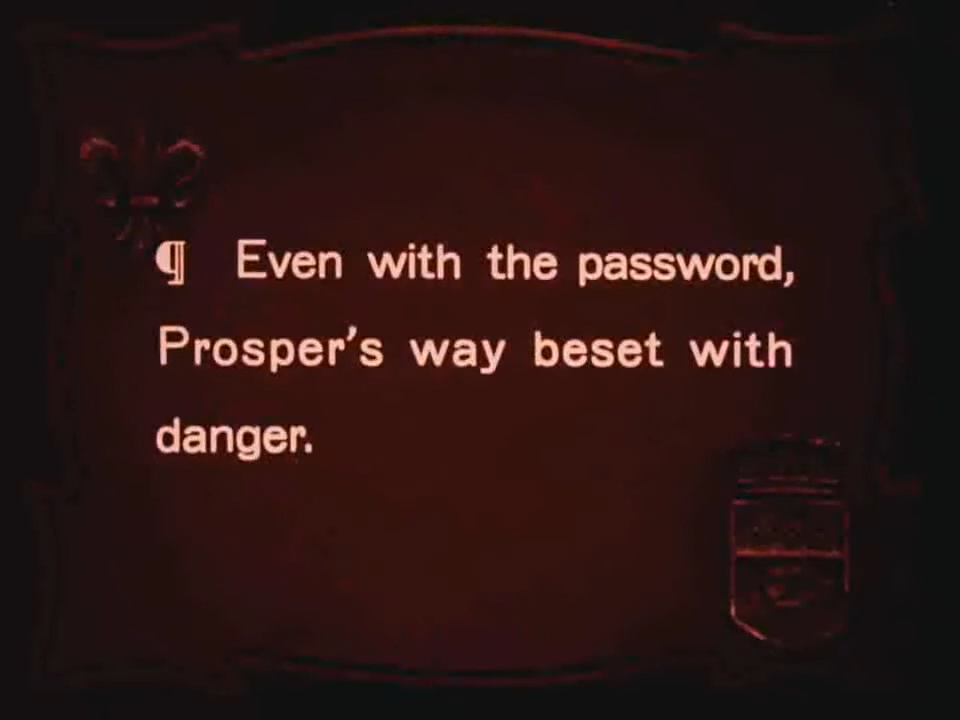 ¶ Even with the password,
Prosper's way beset with
danger.